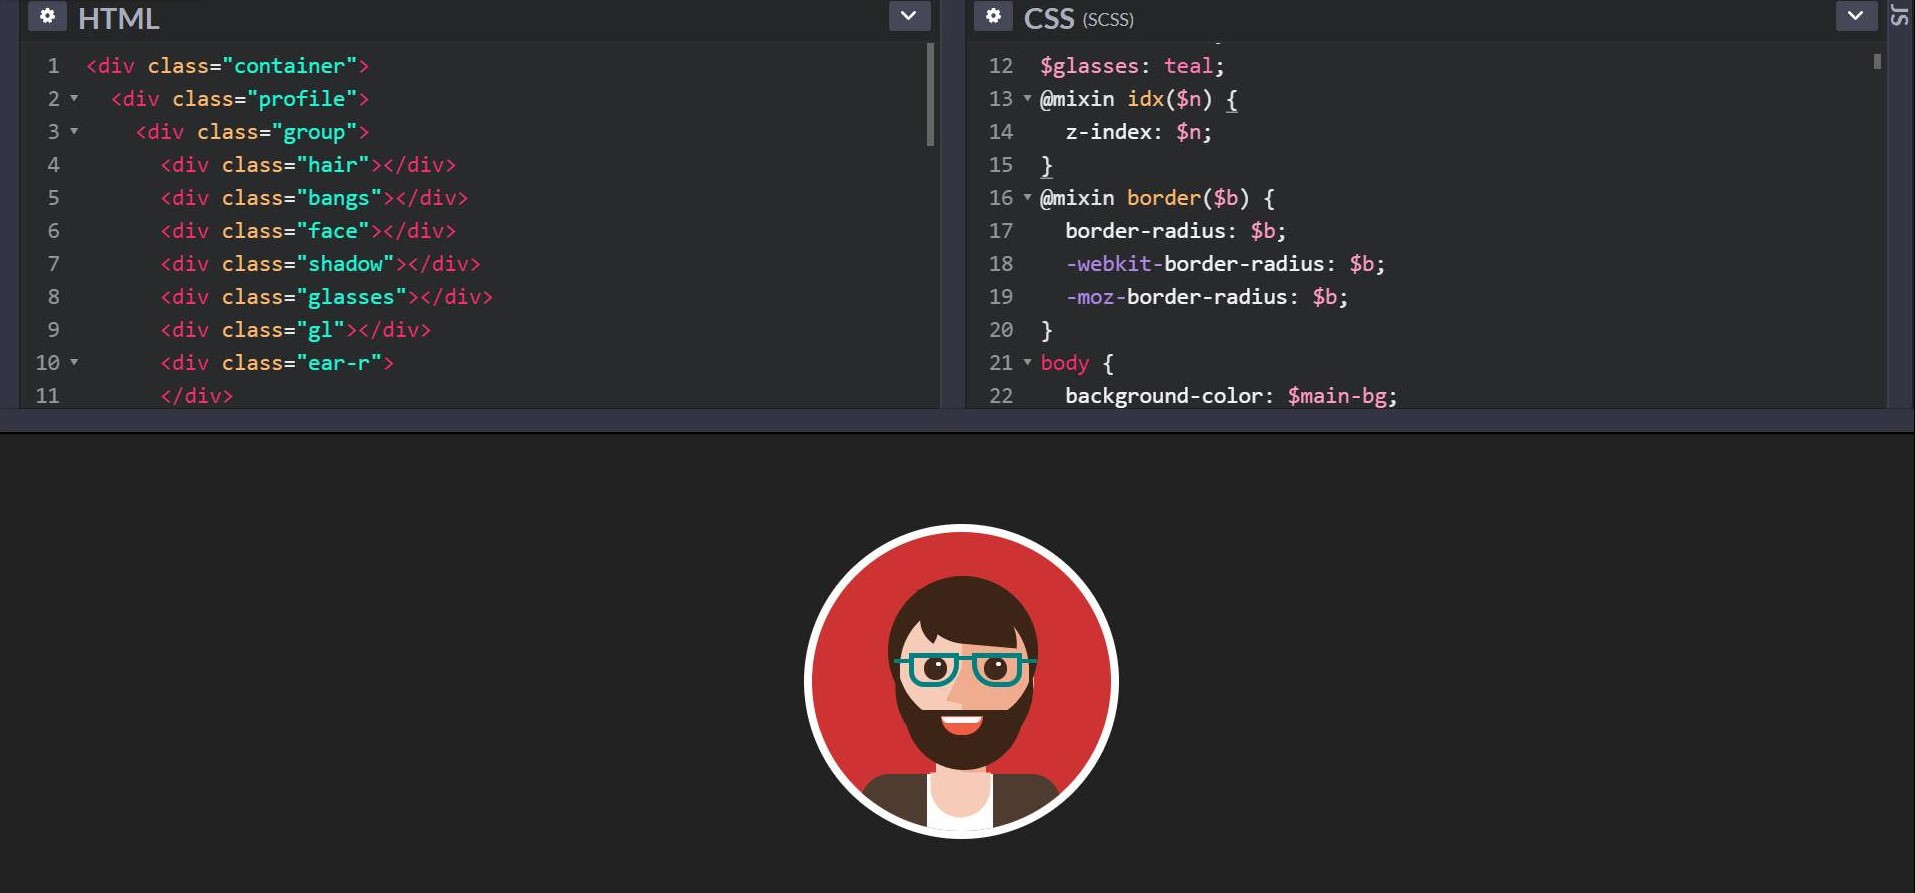 HTML
1 <div class="container">
2 <div class="profile">
3 <div class="group">
4 <div class="hair"></div>
5 <div class="bangs"></div>
6 <div class="face"></div>
7 <div class="shadow"></div>
8 <div class="glasses"></div>
9 <div class="gl"></div>
10 <div class="ear-r">
11 </div>
CSS (SCSS)
12 $glasses: teal;
13 @mixin idx($n) {
14 z-index: $n;
15 }
16 @mixin border($b) {
17 border-radius: $b;
18 -webkit-border-radius: $b;
19 -moz-border-radius: $b;
20 }
21 body {
22 background-color: $main-bg;
JS